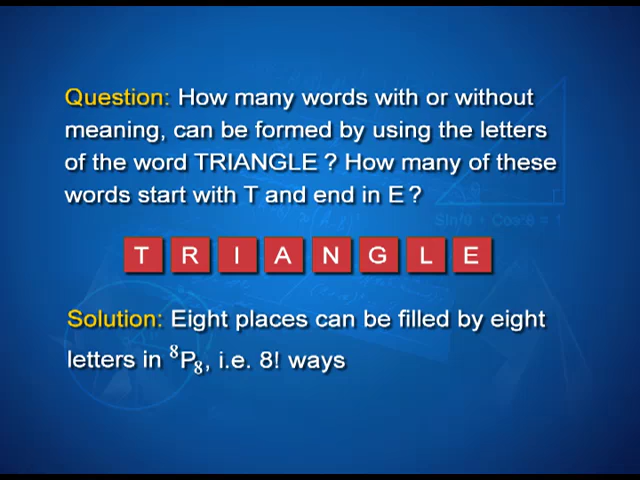 Question: How many words with or without
meaning, can be formed by using the letters
of the word TRIANGLE ? How many of these
words start with T and end in E ?
T R I A N G L E
Solution: Eight places can be filled by eight
letters in ⁸P₈, i.e. 8! ways